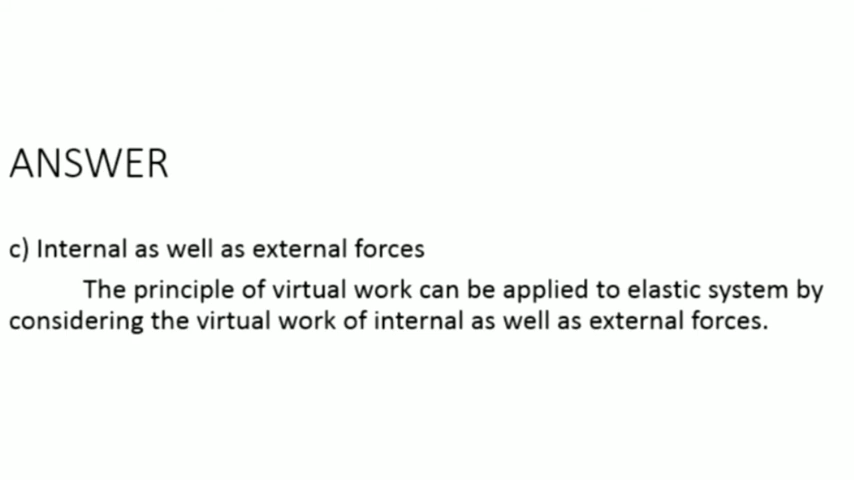 ANSWER
c) Internal as well as external forces
The principle of virtual work can be applied to elastic system by
considering the virtual work of internal as well as external forces.